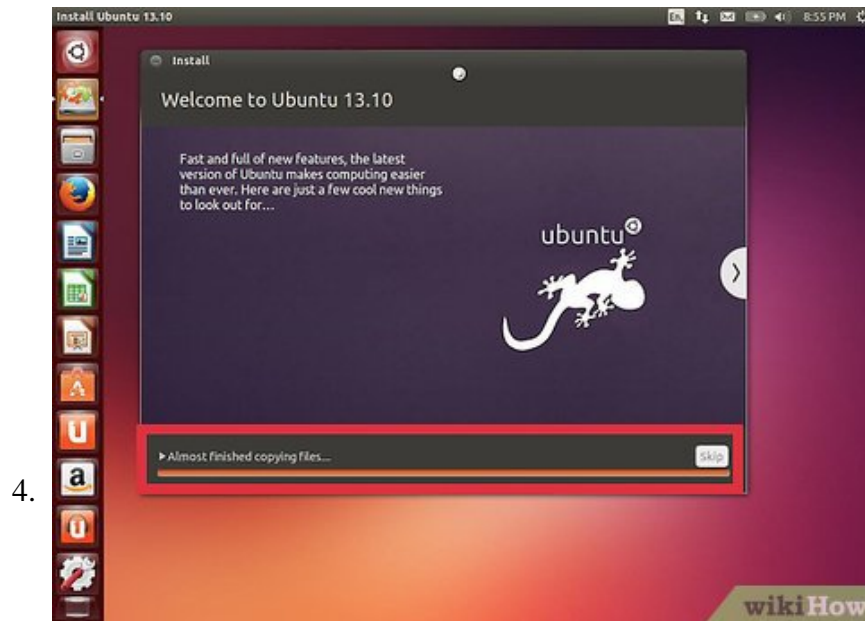 Install Ubuntu 13.10
En
8:55 PM
Install
Welcome to Ubuntu 13.10
Fast and full of new features, the latest
version of Ubuntu makes computing easier
than ever. Here are just a few cool new things
to look out for...
ubuntu
Almost finished copying files...
Skip
4.
wikiHow